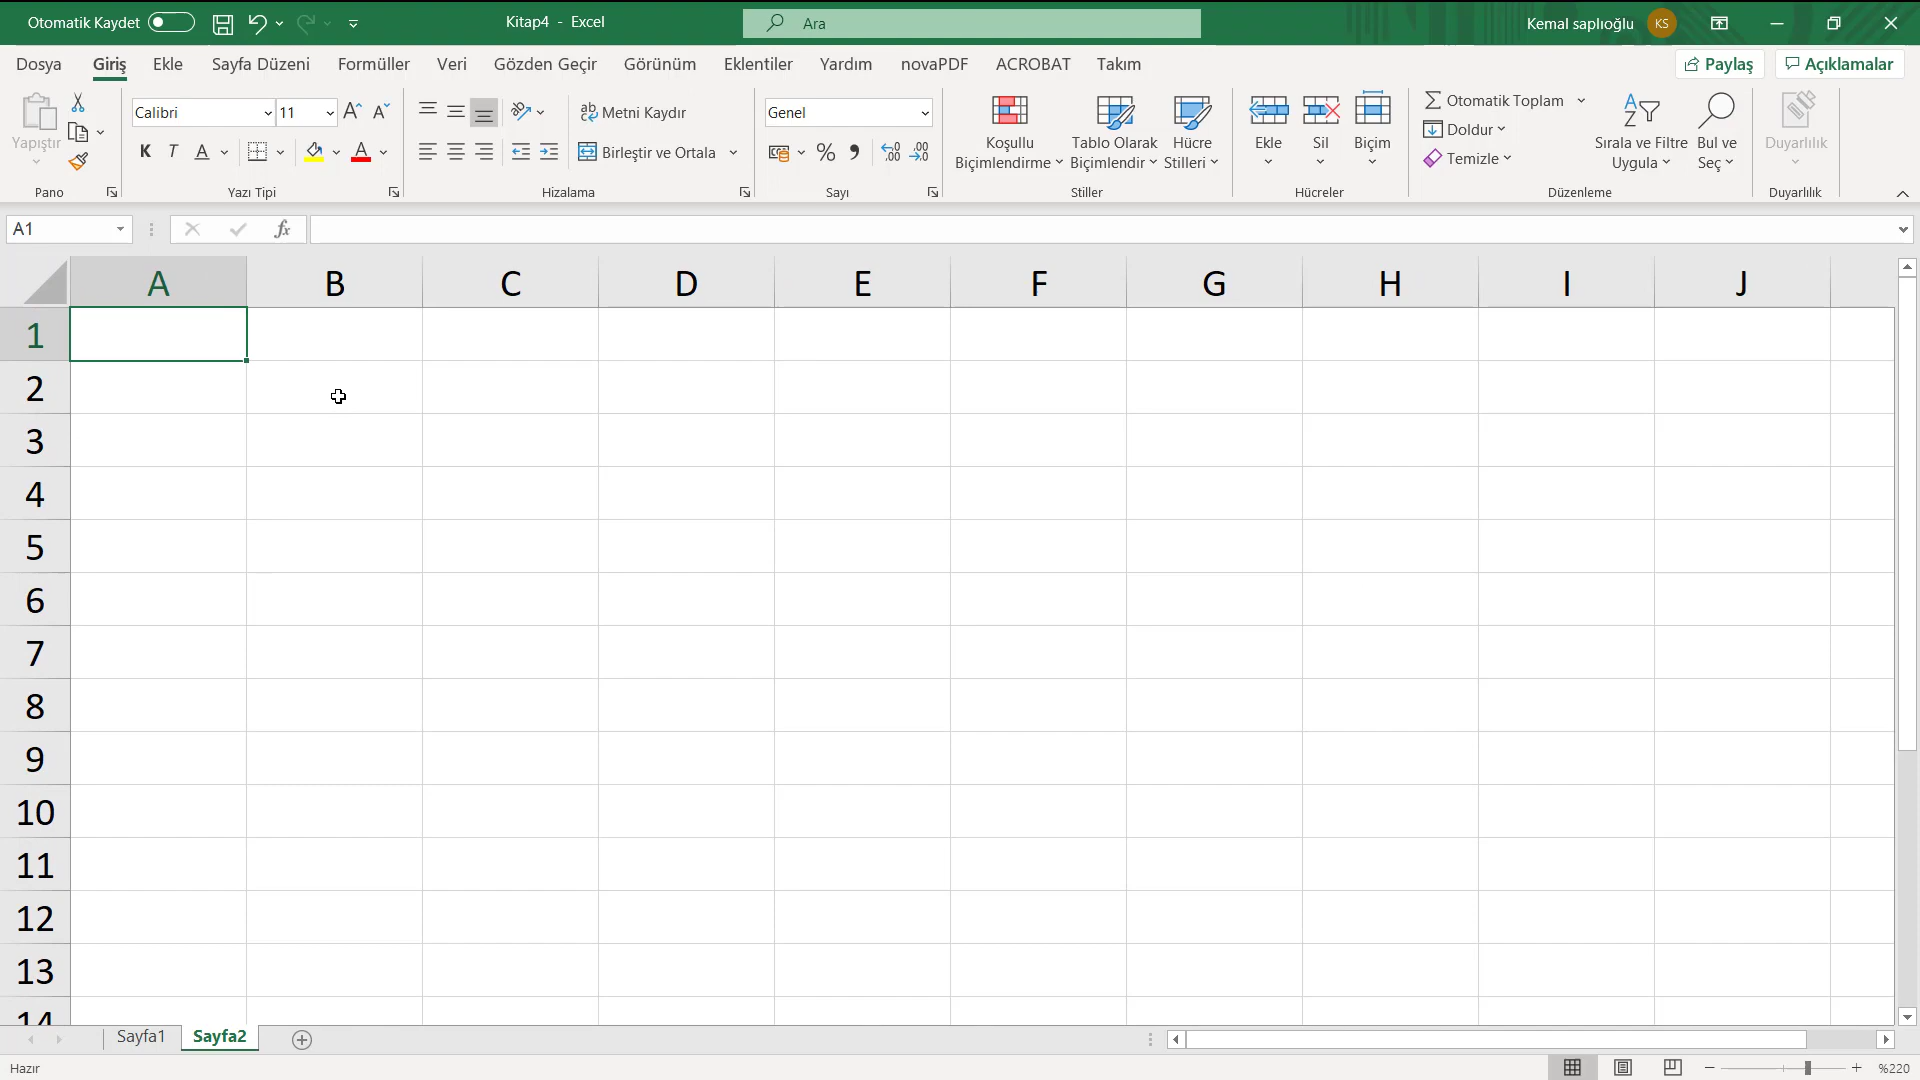 Otomatik Kaydet
Kitap4 - Excel
Ara
Kemal saplıoğlu
KS
Dosya Giriş Ekle Sayfa Düzeni Formüller Veri Gözden Geçir Görünüm Eklentiler Yardım novaPDF ACROBAT Takım
Paylaş
Açıklamalar
Yapıştır
Pano
Calibri
11
K T A
Yazı Tipi
Metni Kaydır
Birleştir ve Ortala
Hizalama
Genel
Sayı
Koşullu
Biçimlendirme
Tablo Olarak
Biçimlendir
Hücre
Stilleri
Stiller
Ekle
Sil
Biçim
Hücreler
Otomatik Toplam
Doldur
Temizle
Sırala ve Filtre
Uygula
Bul ve
Seç
Düzenleme
Duyarlılık
Duyarlılık
A1
fx
A B C D E F G H I J
1
2
3
4
5
6
7
8
9
10
11
12
13
14
Sayfa1
Sayfa2
Hazır
%220